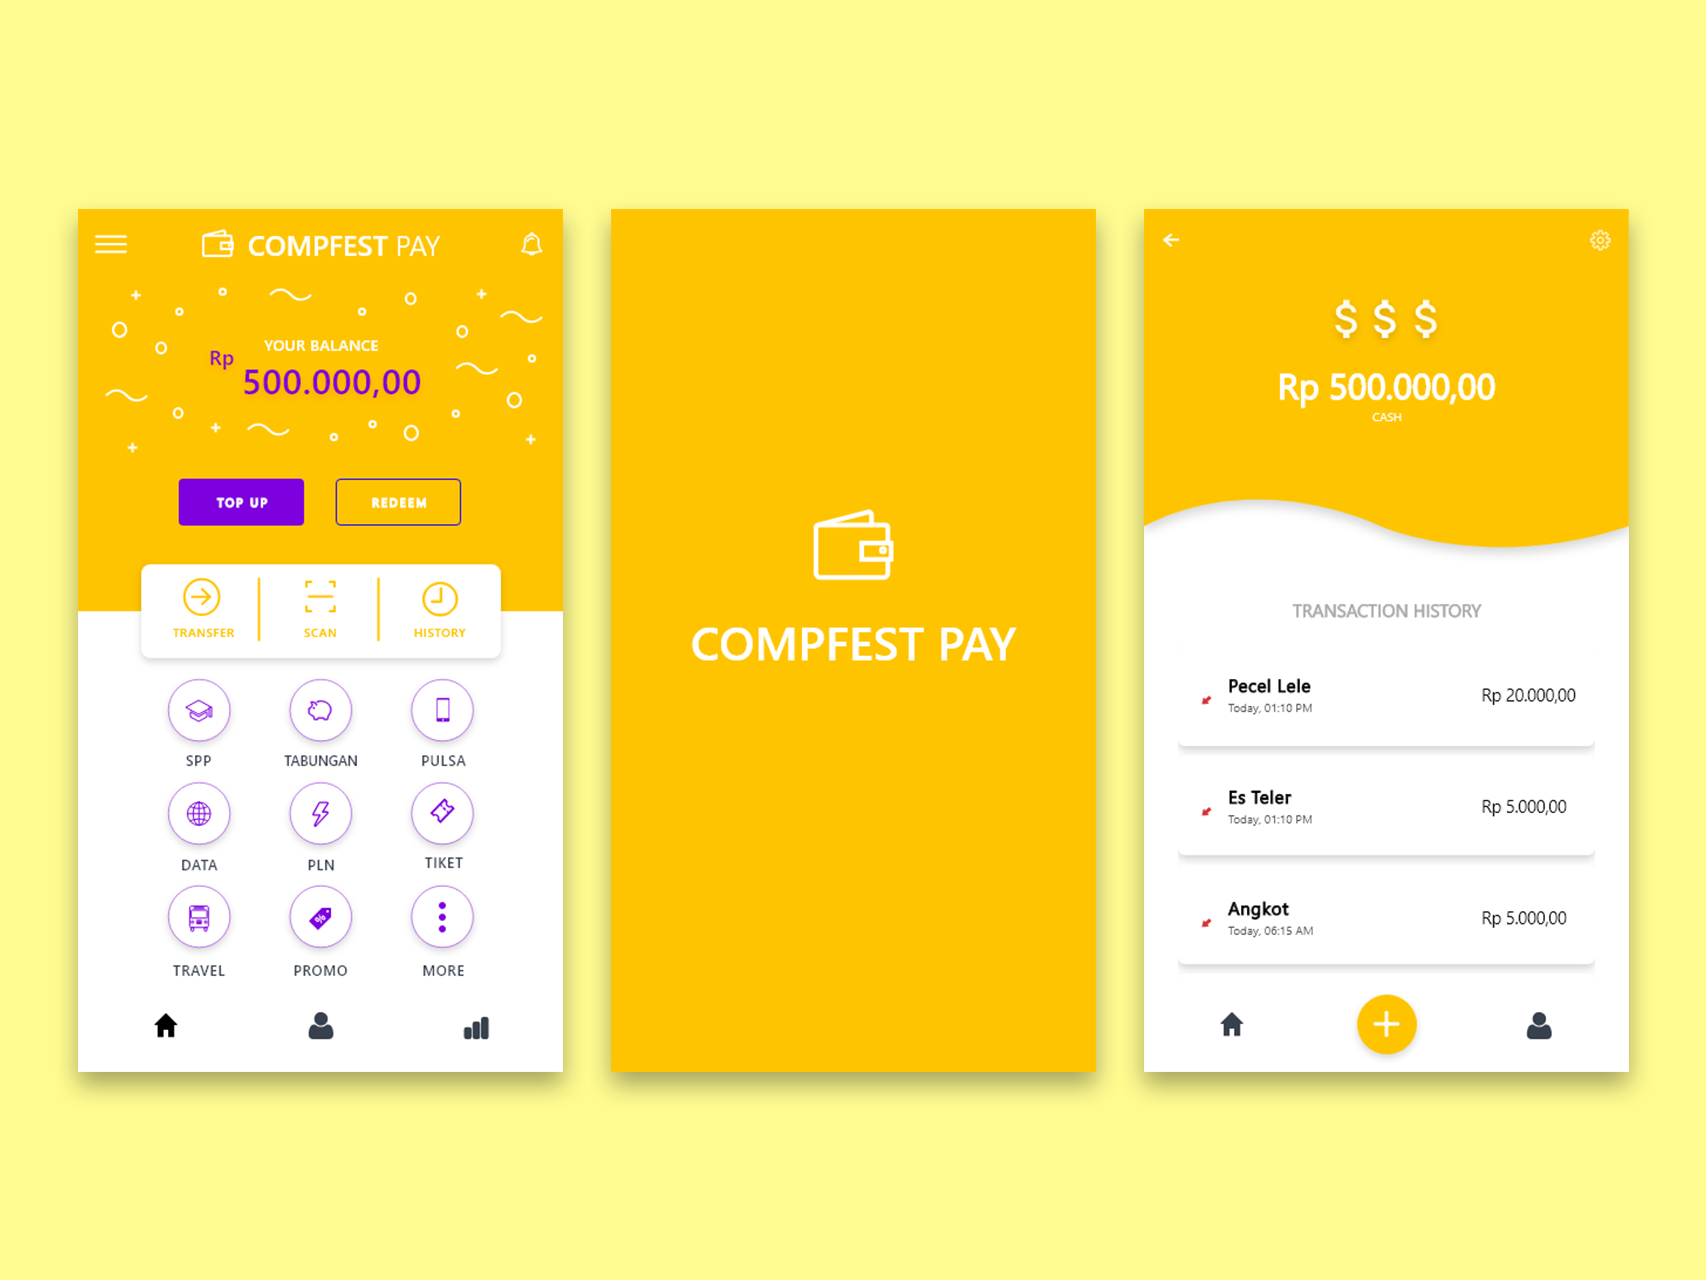 COMPFEST PAY
YOUR BALANCE
Rp
500.000,00
TOP UP
REDEEM
TRANSFER
SCAN
HISTORY
SPP
TABUNGAN
PULSA
DATA
PLN
TIKET
TRAVEL
PROMO
MORE
COMPFEST PAY
$ $ $
Rp 500.000,00
CASH
TRANSACTION HISTORY
Pecel Lele
Today, 01:10 PM
Rp 20.000,00
Es Teler
Today, 01:10 PM
Rp 5.000,00
Angkot
Today, 06:15 AM
Rp 5.000,00